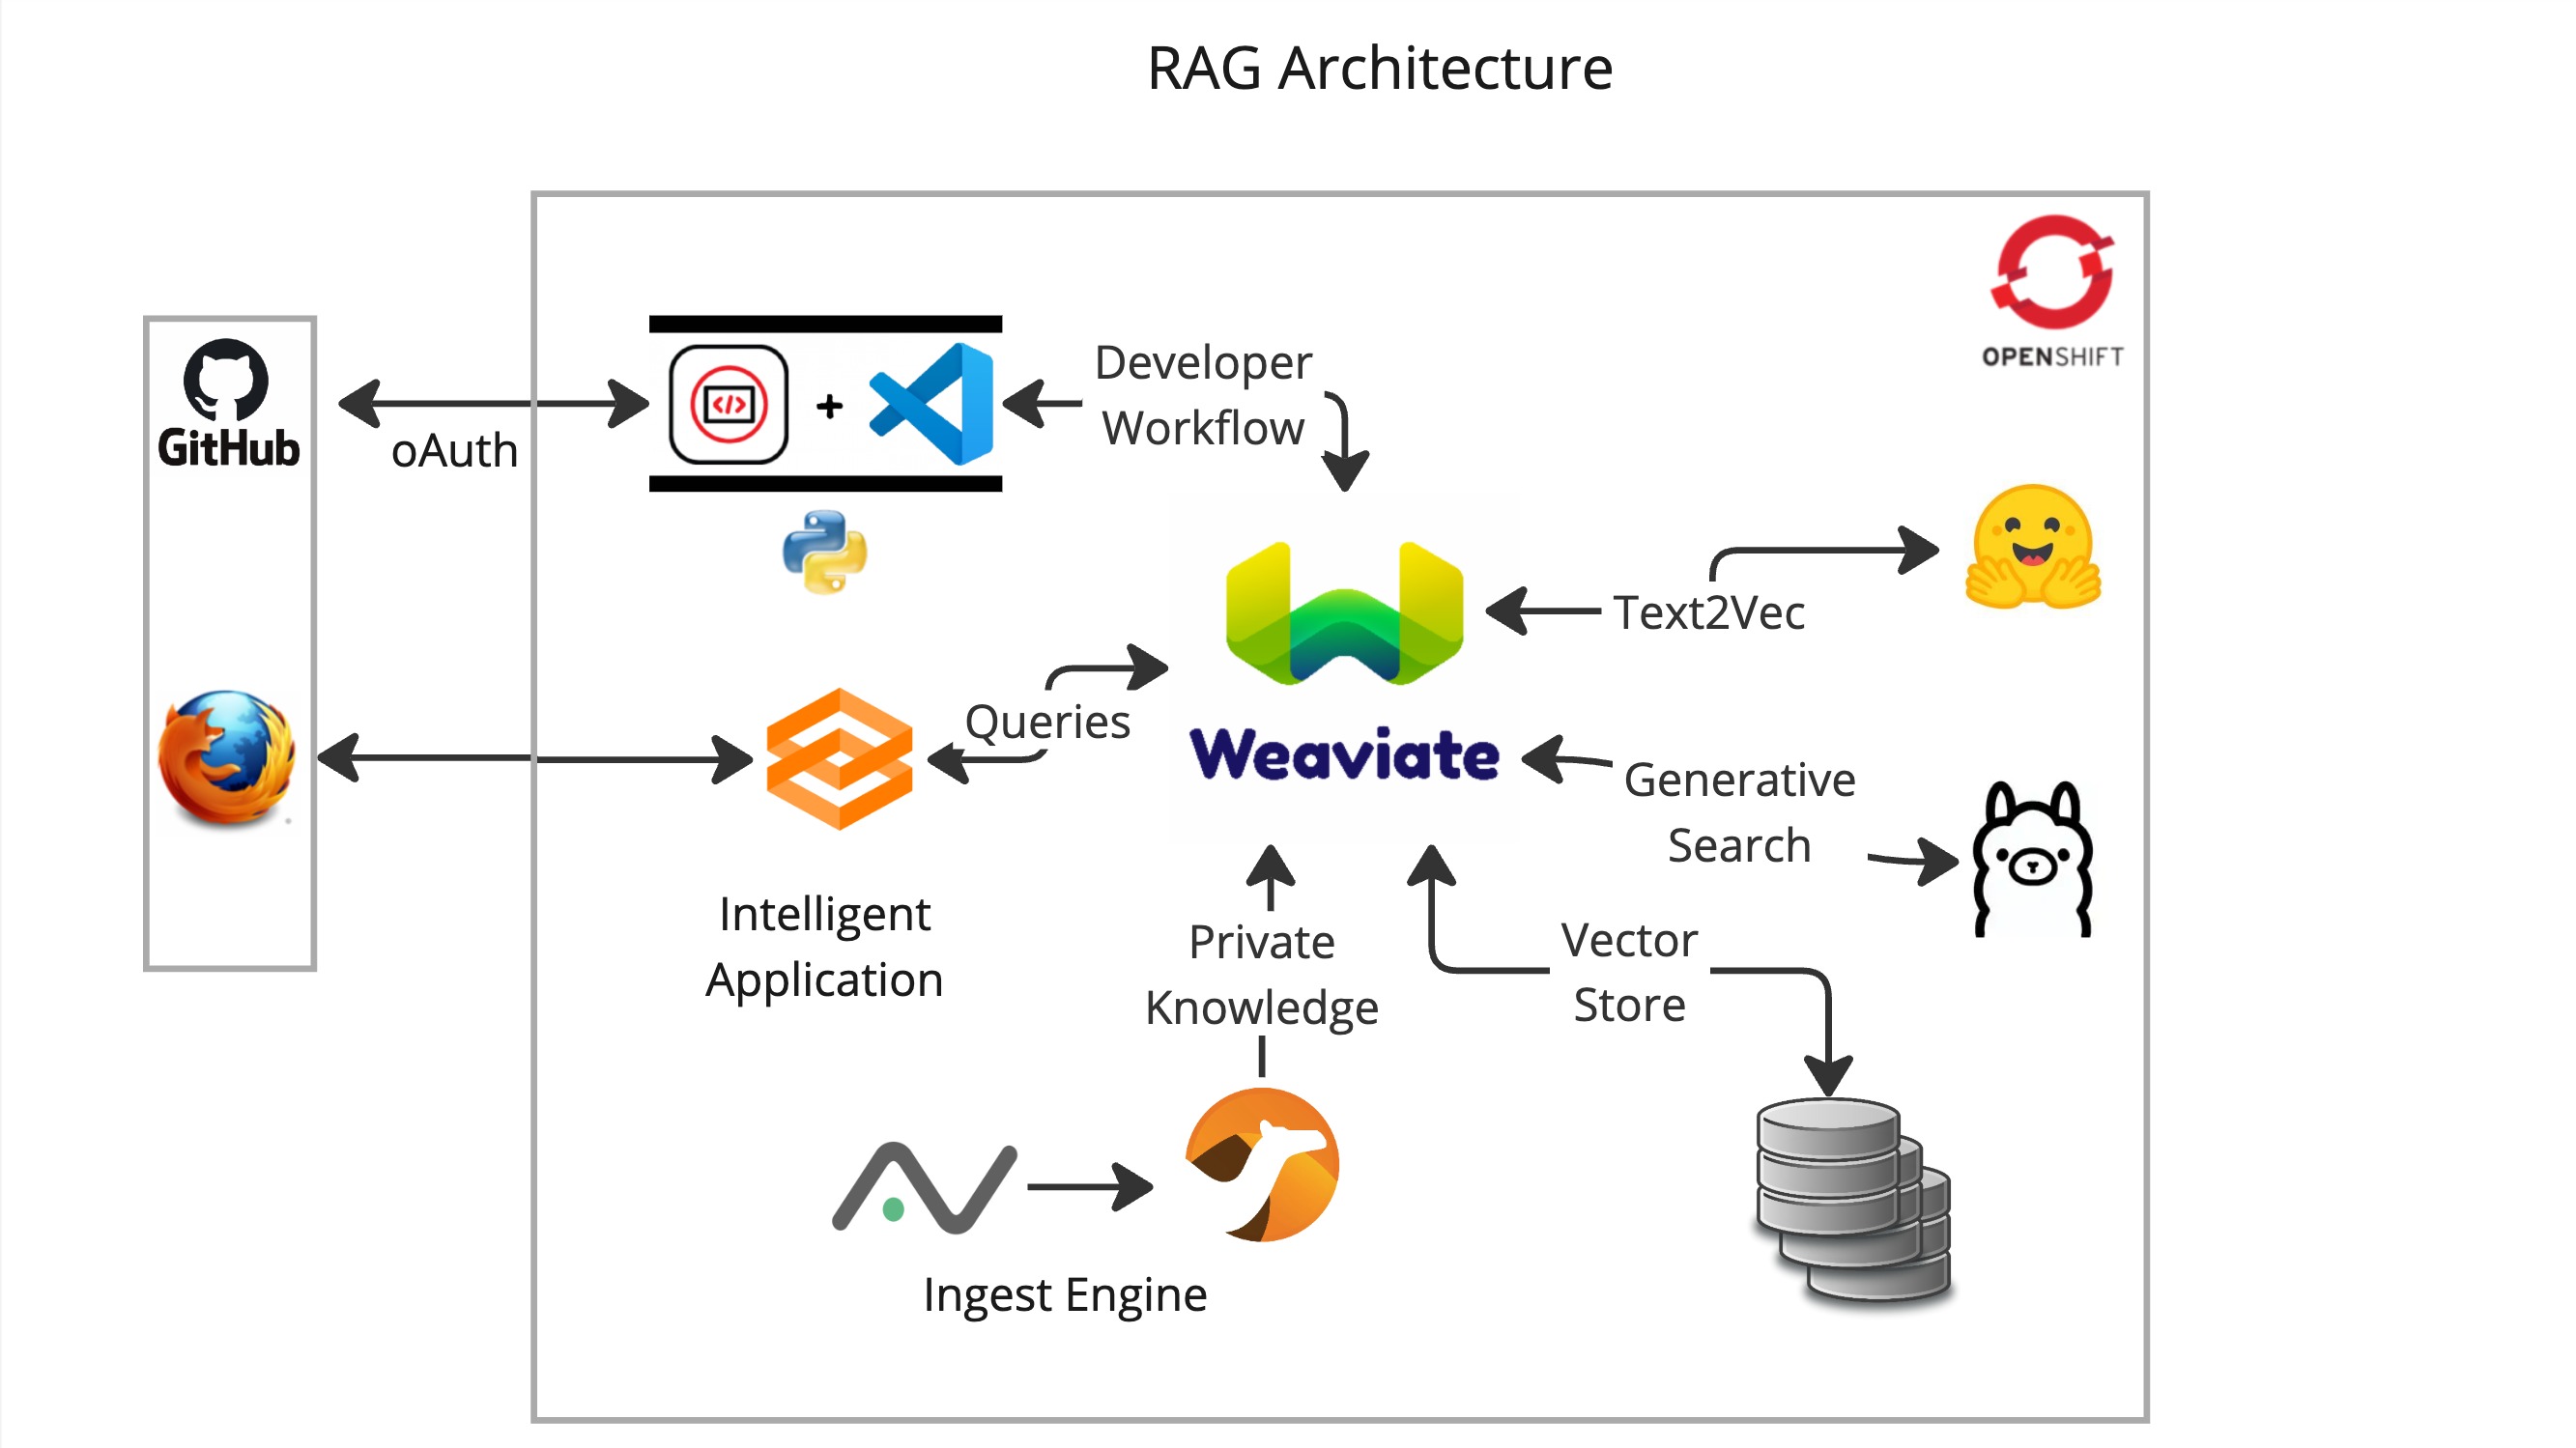 RAG Architecture
OPENSHIFT
GitHub
oAuth
</>
+
Developer
Workflow
Text2Vec
Queries
Weaviate
Generative
Search
Intelligent
Application
Private
Knowledge
Vector
Store
Ingest Engine